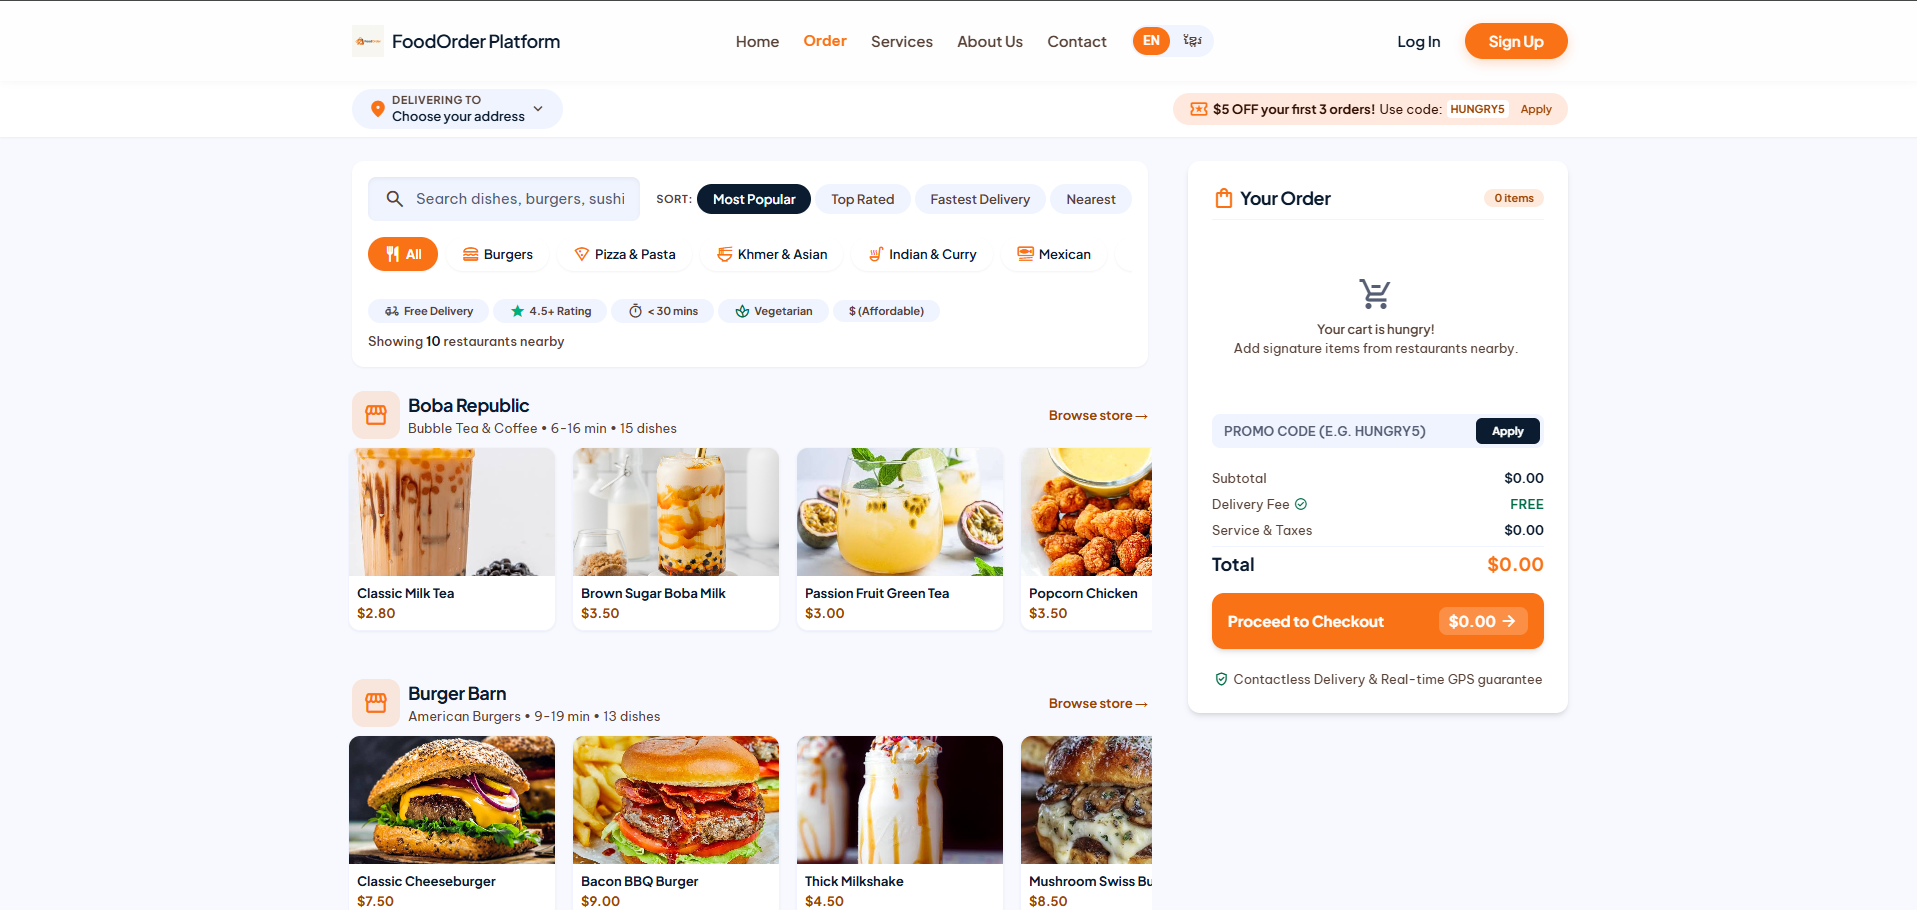 FoodOrder Platform
Home
Order
Services
About Us
Contact
EN
ខ្មែរ
Log In
Sign Up
DELIVERING TO
Choose your address
$5 OFF your first 3 orders! Use code: HUNGRY5 Apply
Search dishes, burgers, sushi
SORT:
Most Popular
Top Rated
Fastest Delivery
Nearest
All
Burgers
Pizza & Pasta
Khmer & Asian
Indian & Curry
Mexican
Free Delivery
4.5+ Rating
< 30 mins
Vegetarian
$ (Affordable)
Showing 10 restaurants nearby
Boba Republic
Bubble Tea & Coffee • 6-16 min • 15 dishes
Browse store →
Classic Milk Tea
$2.80
Brown Sugar Boba Milk
$3.50
Passion Fruit Green Tea
$3.00
Popcorn Chicken
$3.50
Burger Barn
American Burgers • 9-19 min • 13 dishes
Browse store →
Classic Cheeseburger
$7.50
Bacon BBQ Burger
$9.00
Thick Milkshake
$4.50
Mushroom Swiss Bu
$8.50
Your Order
0 items
Your cart is hungry!
Add signature items from restaurants nearby.
PROMO CODE (E.G. HUNGRY5)
Apply
Subtotal
$0.00
Delivery Fee
FREE
Service & Taxes
$0.00
Total
$0.00
Proceed to Checkout
$0.00 →
Contactless Delivery & Real-time GPS guarantee